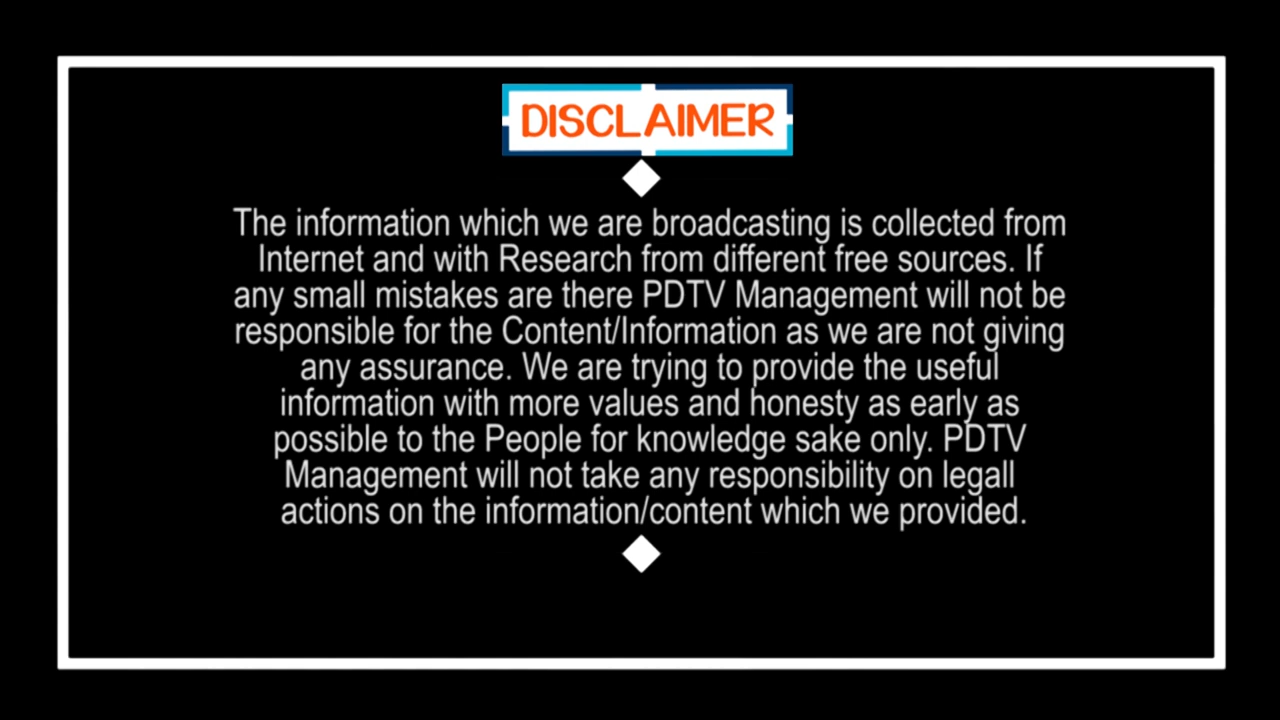 DISCLAIMER
The information which we are broadcasting is collected from
Internet and with Research from different free sources. If
any small mistakes are there PDTV Management will not be
responsible for the Content/Information as we are not giving
any assurance. We are trying to provide the useful
information with more values and honesty as early as
possible to the People for knowledge sake only. PDTV
Management will not take any responsibility on legall
actions on the information/content which we provided.